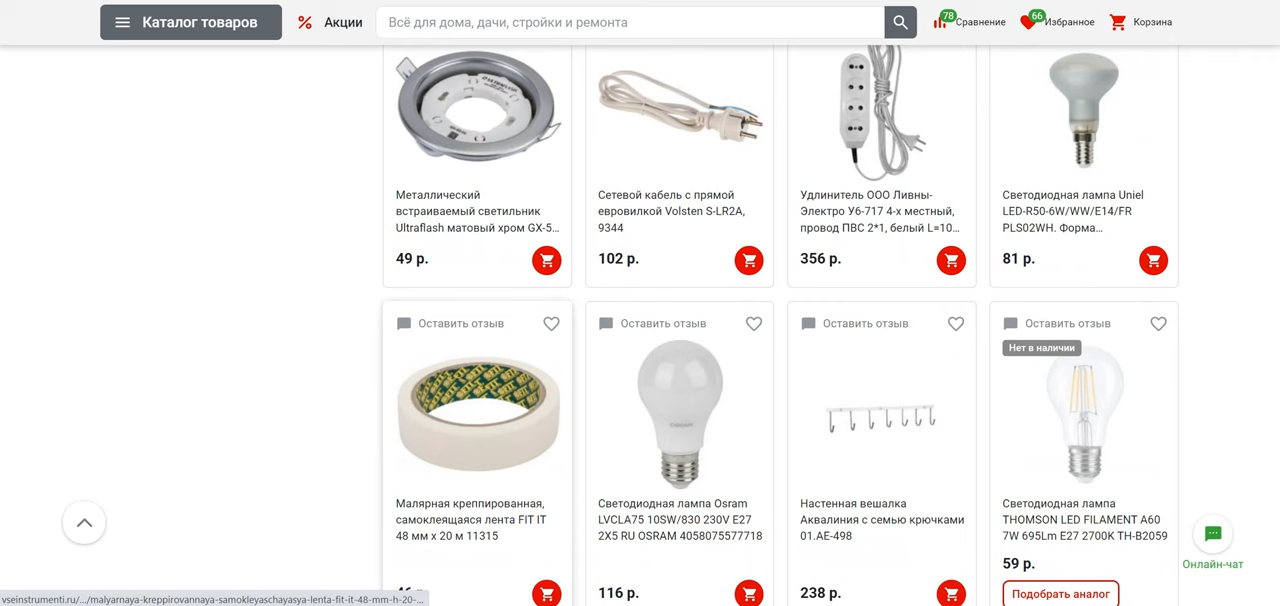 Каталог товаров
Акции
Всё для дома, дачи, стройки и ремонта
78
Сравнение
66
Избранное
Корзина
Металлический
встраиваемый светильник
Ultraflash матовый хром GX-5...
49 р.
Сетевой кабель с прямой
евровилкой Volsten S-LR2A,
9344
102 р.
Удлинитель ООО Ливны-
Электро У6-717 4-х местный,
провод ПВС 2*1, белый L=10...
356 р.
Светодиодная лампа Uniel
LED-R50-6W/WW/E14/FR
PLS02WH. Форма...
81 р.
Оставить отзыв
Малярная креппированная,
самоклеящаяся лента FIT IT
48 мм х 20 м 11315
Оставить отзыв
OSRAM
Светодиодная лампа Osram
LVCLA75 10SW/830 230V E27
2X5 RU OSRAM 4058075577718
116 р.
Оставить отзыв
Настенная вешалка
Аквалиния с семью крючками
01.АЕ-498
238 р.
Оставить отзыв
Нет в наличии
Светодиодная лампа
THOMSON LED FILAMENT A60
7W 695Lm E27 2700K TH-B2059
59 р.
Подобрать аналог
Онлайн-чат
vseinstrumenti.ru/.../malyarnaya-kreppirovannaya-samokleyaschayasya-lenta-fit-it-48-mm-h-20-...